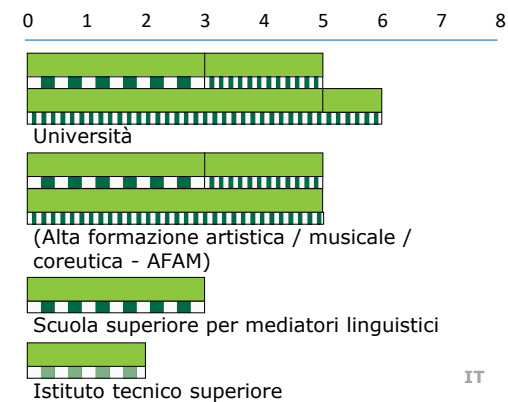 0 1 2 3 4 5 6 7 8
Università
(Alta formazione artistica / musicale /
coreutica - AFAM)
Scuola superiore per mediatori linguistici
Istituto tecnico superiore
IT